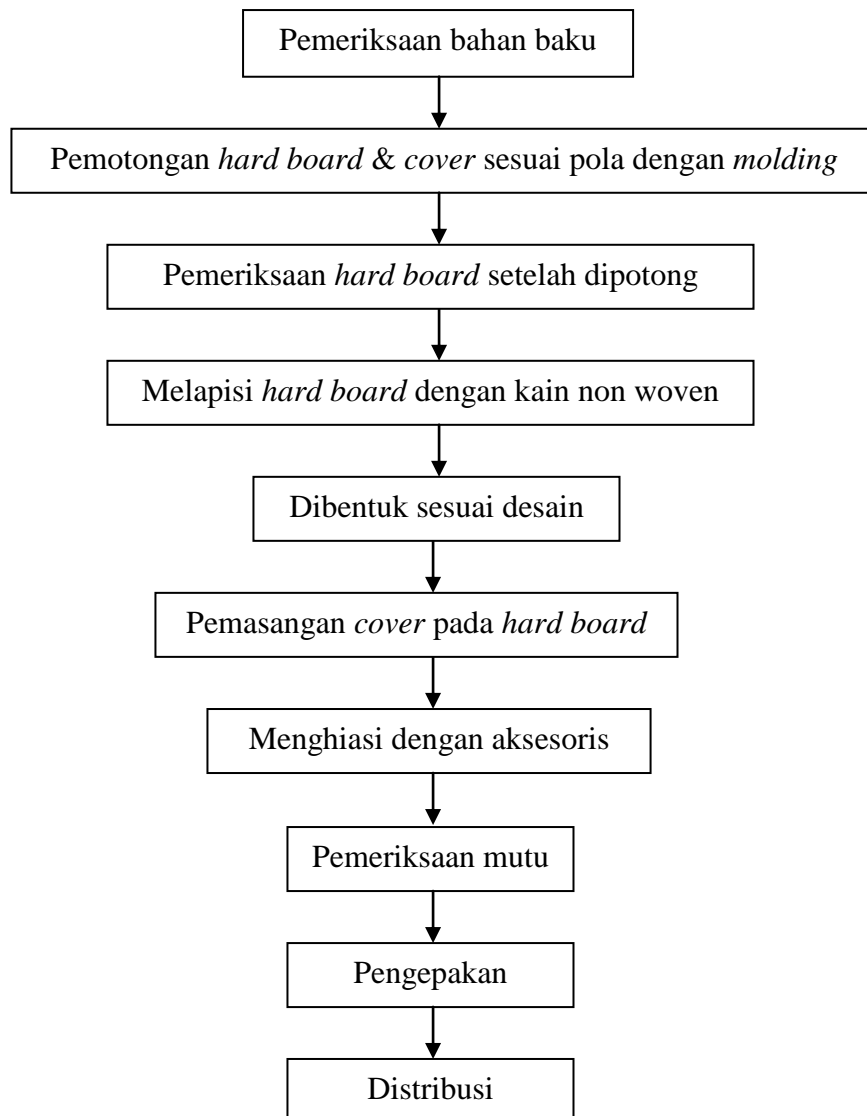 Pemeriksaan bahan baku
Pemotongan hard board & cover sesuai pola dengan molding
Pemeriksaan hard board setelah dipotong
Melapisi hard board dengan kain non woven
Dibentuk sesuai desain
Pemasangan cover pada hard board
Menghiasi dengan aksesoris
Pemeriksaan mutu
Pengepakan
Distribusi